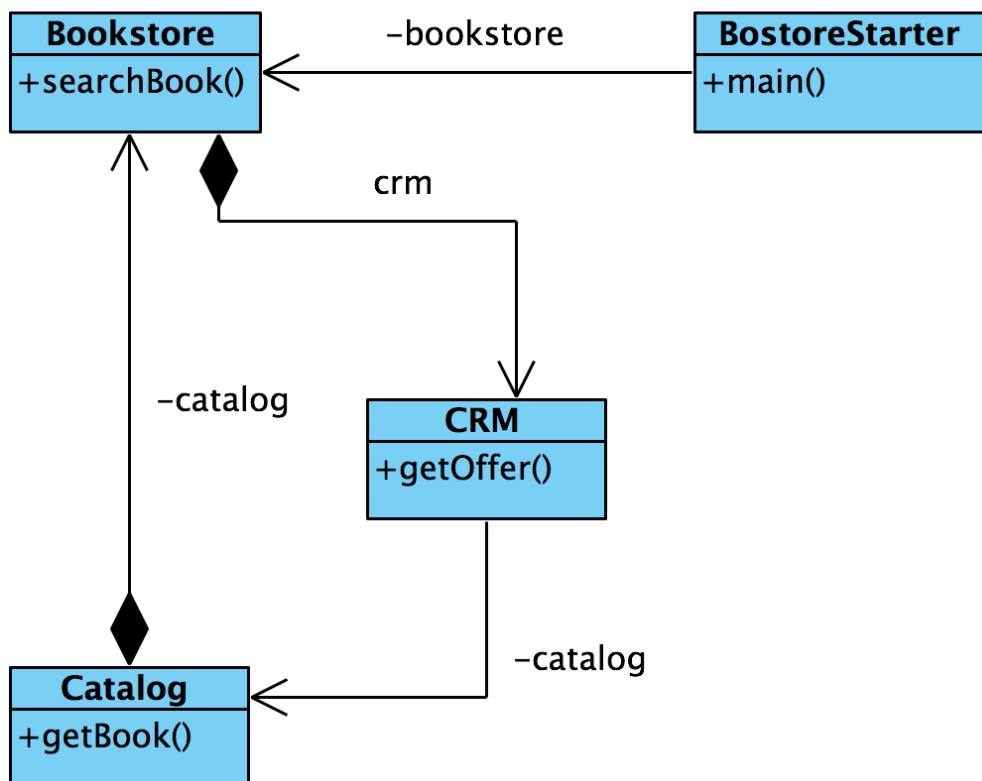 Bookstore
+searchBook()
-bookstore
BostoreStarter
+main()
crm
-catalog
CRM
+getOffer()
-catalog
Catalog
+getBook()